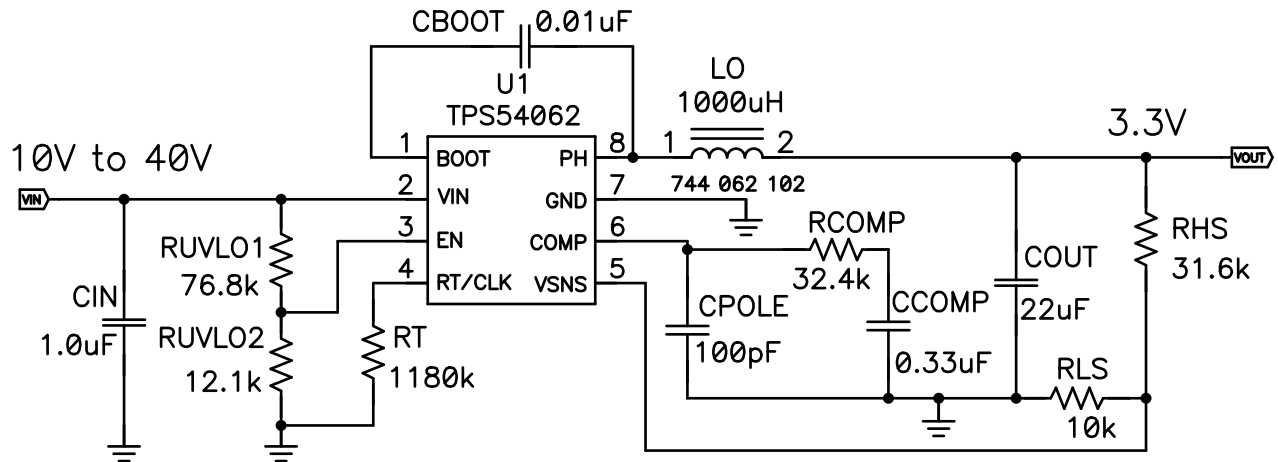 CBOOT 0.01uF
U1
TPS54062
LO
1000uH
1 2
744 062 102
3.3V
VOUT
10V to 40V
VIN
1 BOOT PH 8
2 VIN GND 7
3 EN COMP 6
4 RT/CLK VSNS 5
RUVLO1
76.8k
RUVLO2
12.1k
CIN
1.0uF
RT
1180k
RCOMP
32.4k
CPOLE
100pF
CCOMP
0.33uF
COUT
22uF
RHS
31.6k
RLS
10k